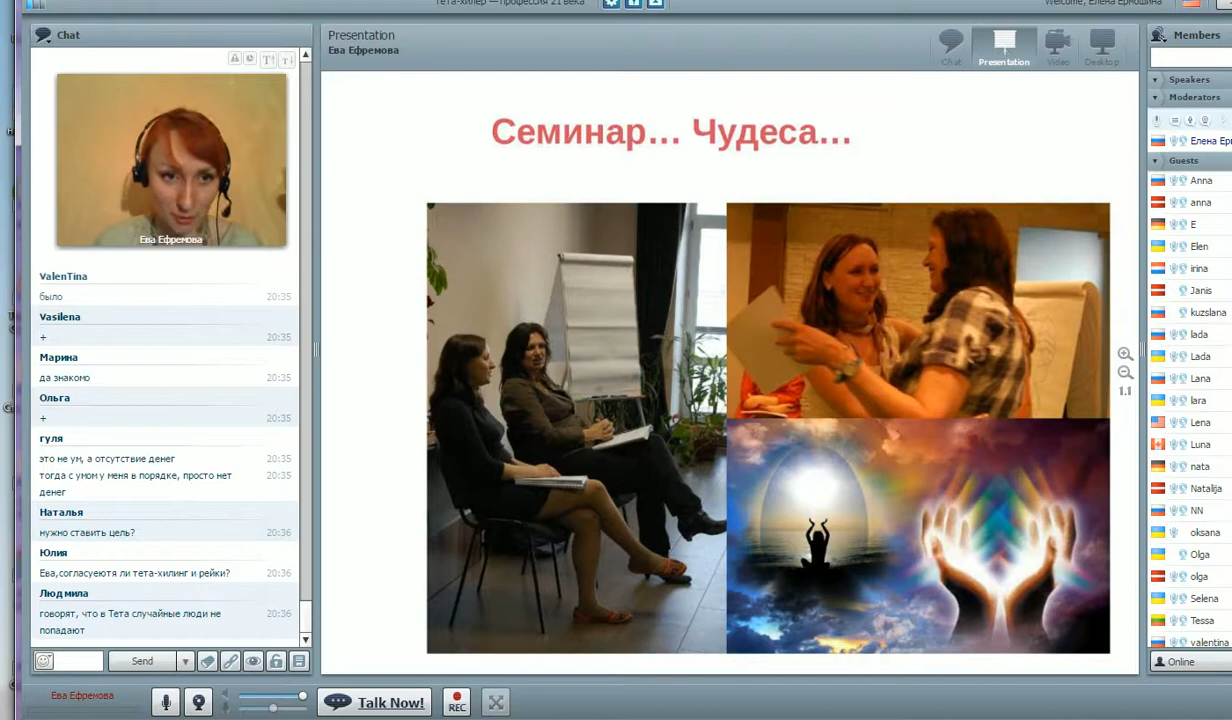 тета-хилер — профессия 21 века
Welcome, Елена Ермошина
Chat
Ева Ефремова
ValenTina
было 20:35
Vasilena
+ 20:35
Марина
да знакомо 20:35
Ольга
+ 20:35
гуля
это не ум, а отсутствие денег 20:35
тогда с умом у меня в порядке, просто нет 20:35
денег
Наталья
нужно ставить цель? 20:36
Юлия
Ева,согласуеютя ли тета-хилинг и рейки? 20:36
Людмила
говорят, что в Тета случайные люди не 20:36
попадают
Send
Presentation
Ева Ефремова
Chat
Presentation
Video
Desktop
Семинар... Чудеса...
1.1
Members
Speakers
Moderators
Елена Ерм
Guests
Anna
anna
E
Elen
irina
Janis
kuzslana
lada
Lada
Lana
lara
Lena
Luna
nata
Natalija
NN
oksana
Olga
olga
Selena
Tessa
valentina
Online
Ева Ефремова
Talk Now!
REC